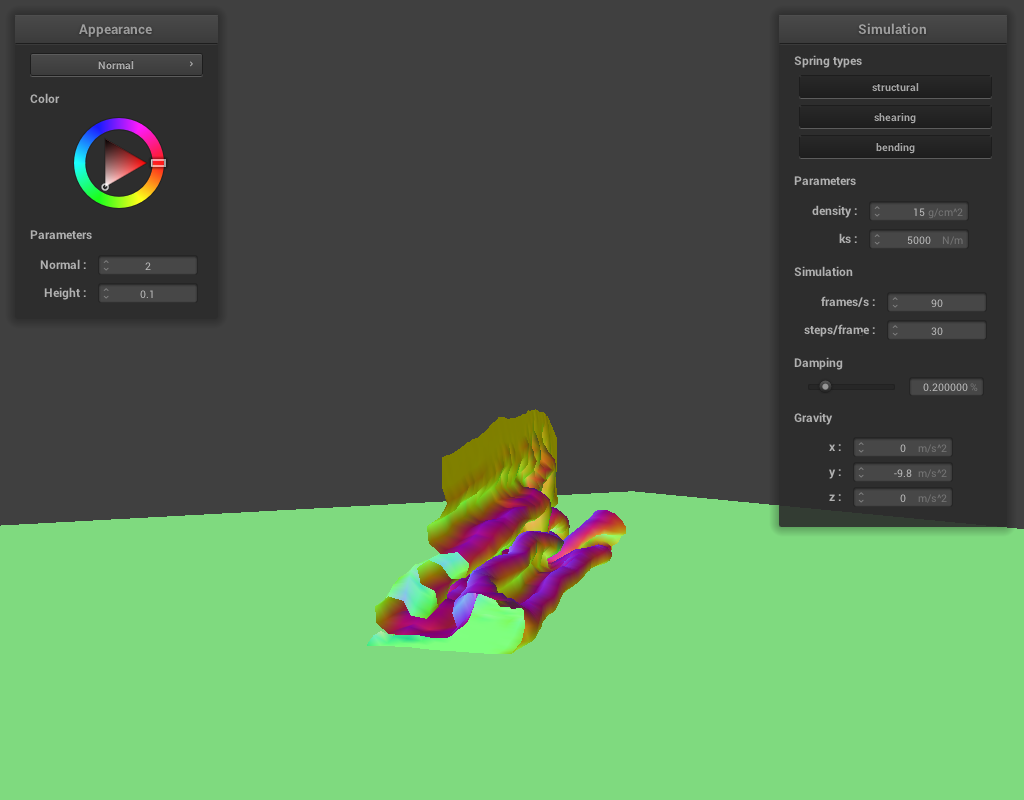 Appearance
Normal
Color
Parameters
Normal : 2
Height : 0.1
Simulation
Spring types
structural
shearing
bending
Parameters
density : 15 g/cm^2
ks : 5000 N/m
Simulation
frames/s : 90
steps/frame : 30
Damping
0.200000 %
Gravity
x : 0 m/s^2
y : -9.8 m/s^2
z : 0 m/s^2